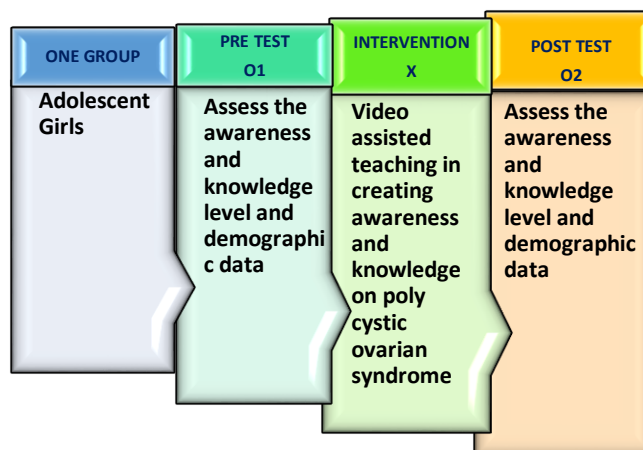 ONE GROUP
Adolescent
Girls
PRE TEST
O1
Assess the
awareness
and
knowledge
level and
demographi
c data
INTERVENTION
X
Video
assisted
teaching in
creating
awareness
and
knowledge
on poly
cystic
ovarian
syndrome
POST TEST
O2
Assess the
awareness
and
knowledge
level and
demographic
data